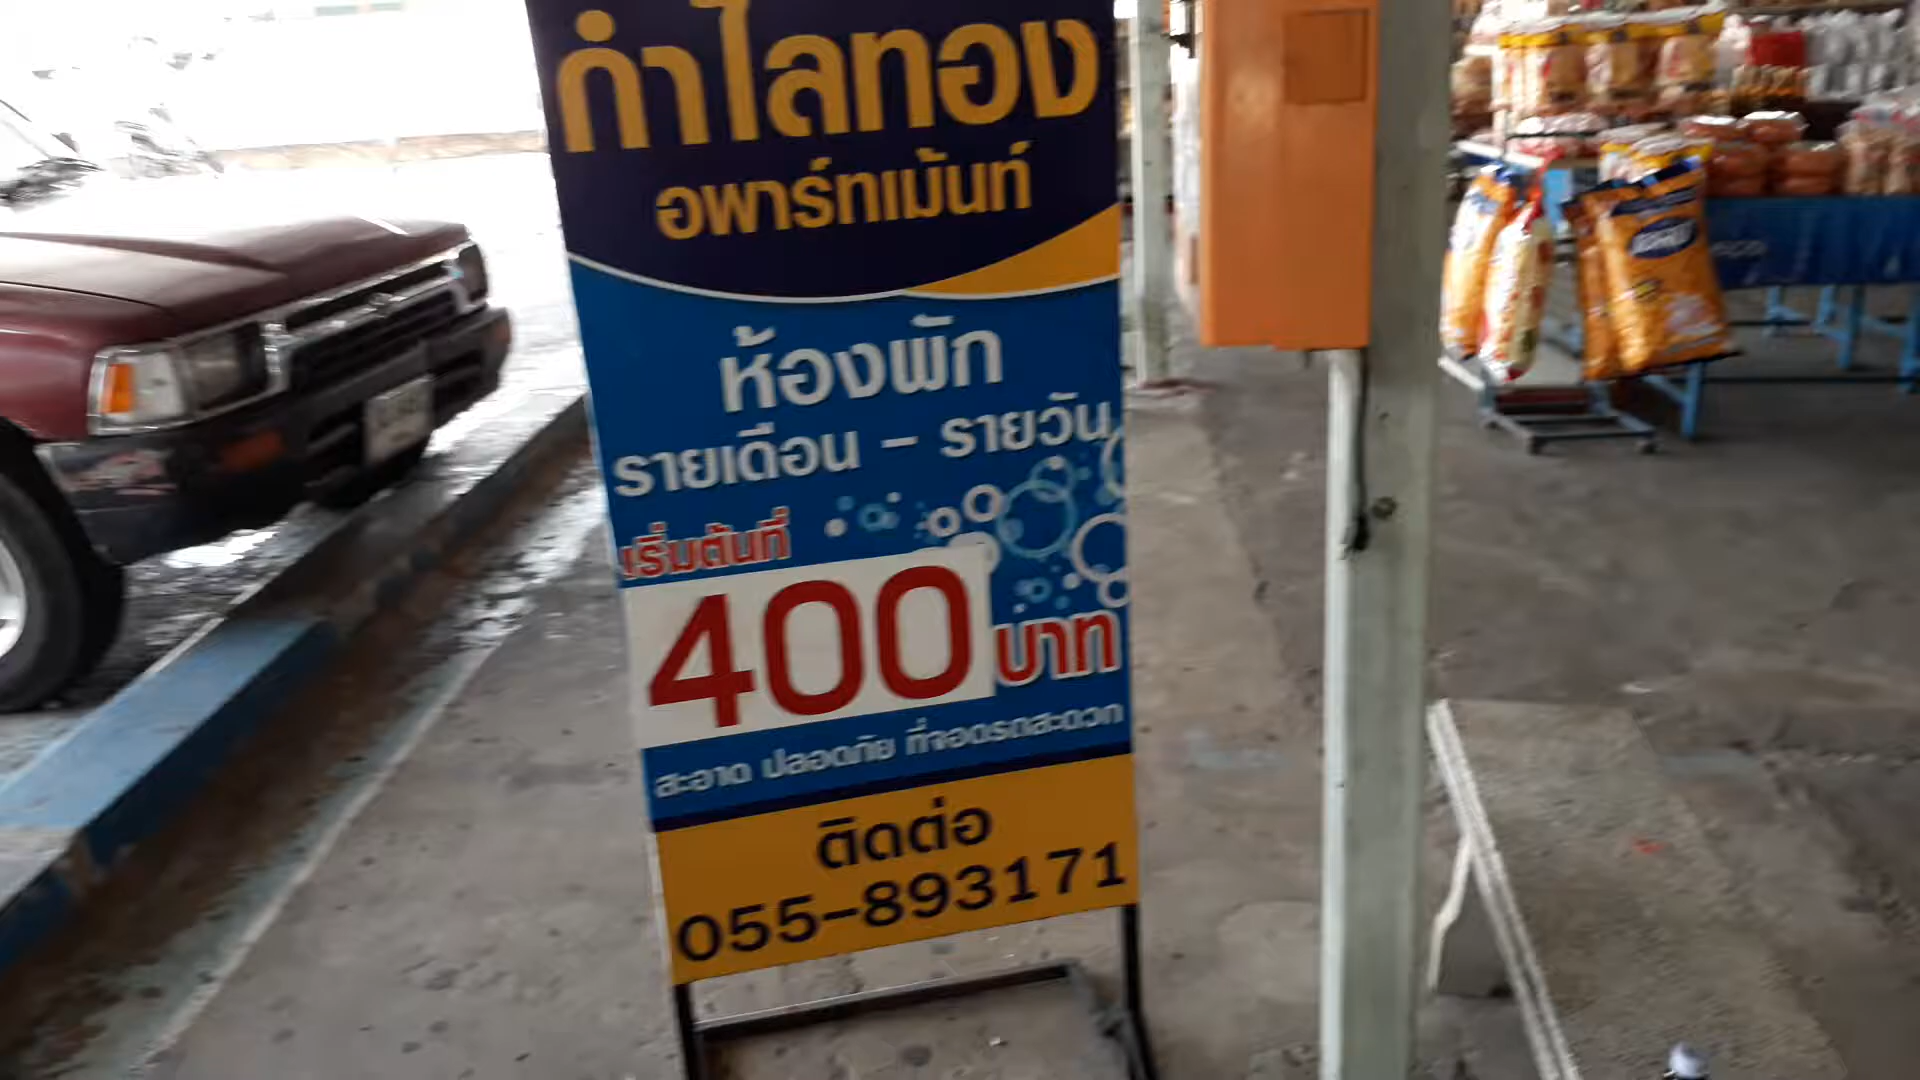 กำไลทอง
อพาร์ทเม้นท์
ห้องพัก
รายเดือน - รายวัน
เริ่มต้นที่
400 บาท
สะอาด ปลอดภัย ที่จอดรถสะดวก
ติดต่อ
055-893171